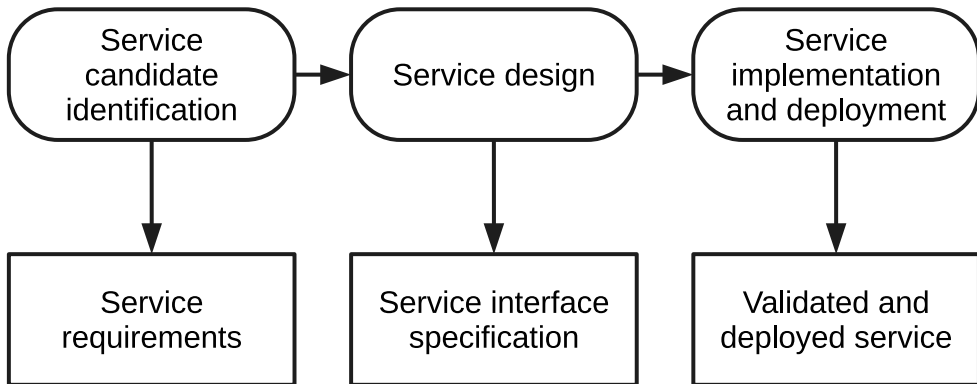 Service
candidate
identification
Service design
Service
implementation
and deployment
Service
requirements
Service interface
specification
Validated and
deployed service